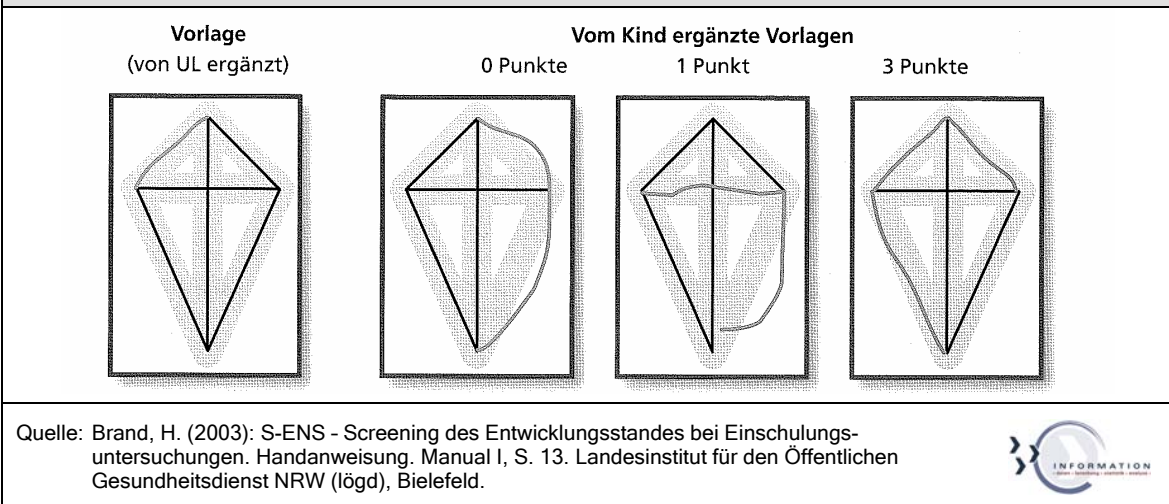 Vorlage
(von UL ergänzt)
Vom Kind ergänzte Vorlagen
0 Punkte
1 Punkt
3 Punkte
Quelle: Brand, H. (2003): S-ENS - Screening des Entwicklungsstandes bei Einschulungs-
untersuchungen. Handanweisung. Manual I, S. 13. Landesinstitut für den Öffentlichen
Gesundheitsdienst NRW (lögd), Bielefeld.
INFORMATION